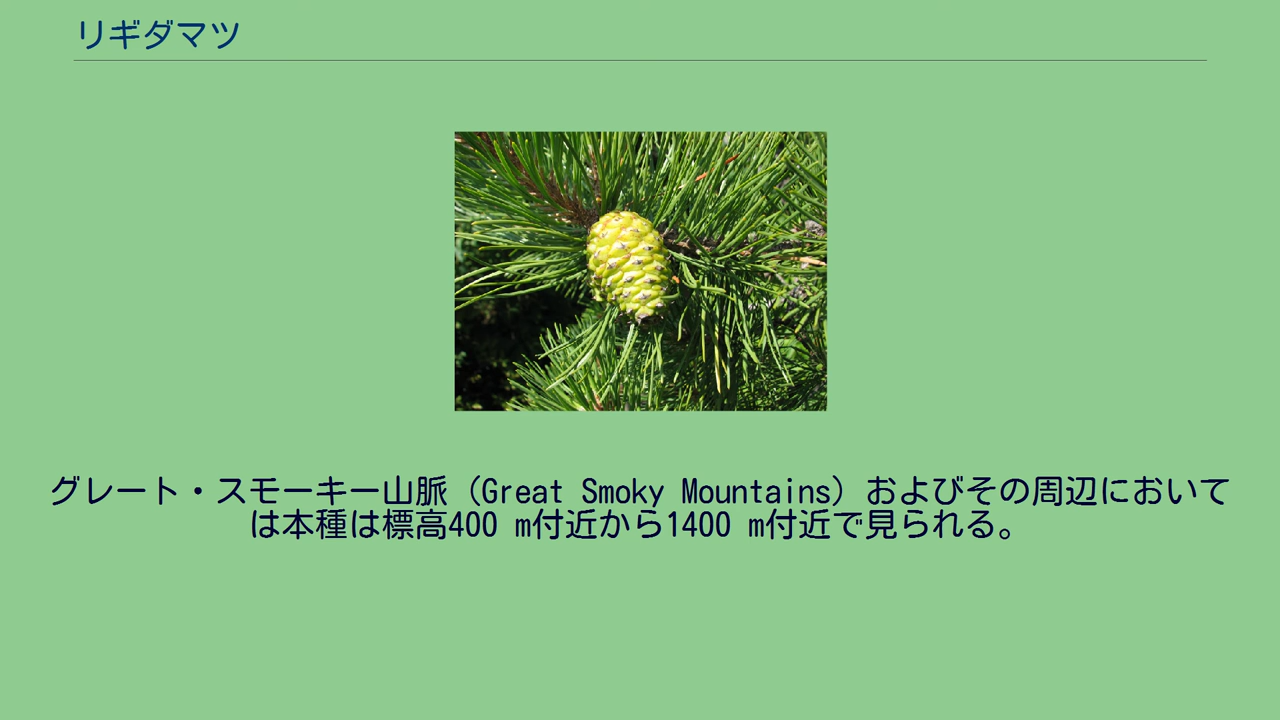 リギダマツ
グレート・スモーキー山脈（Great Smoky Mountains）およびその周辺において
は本種は標高400 m付近から1400 m付近で見られる。